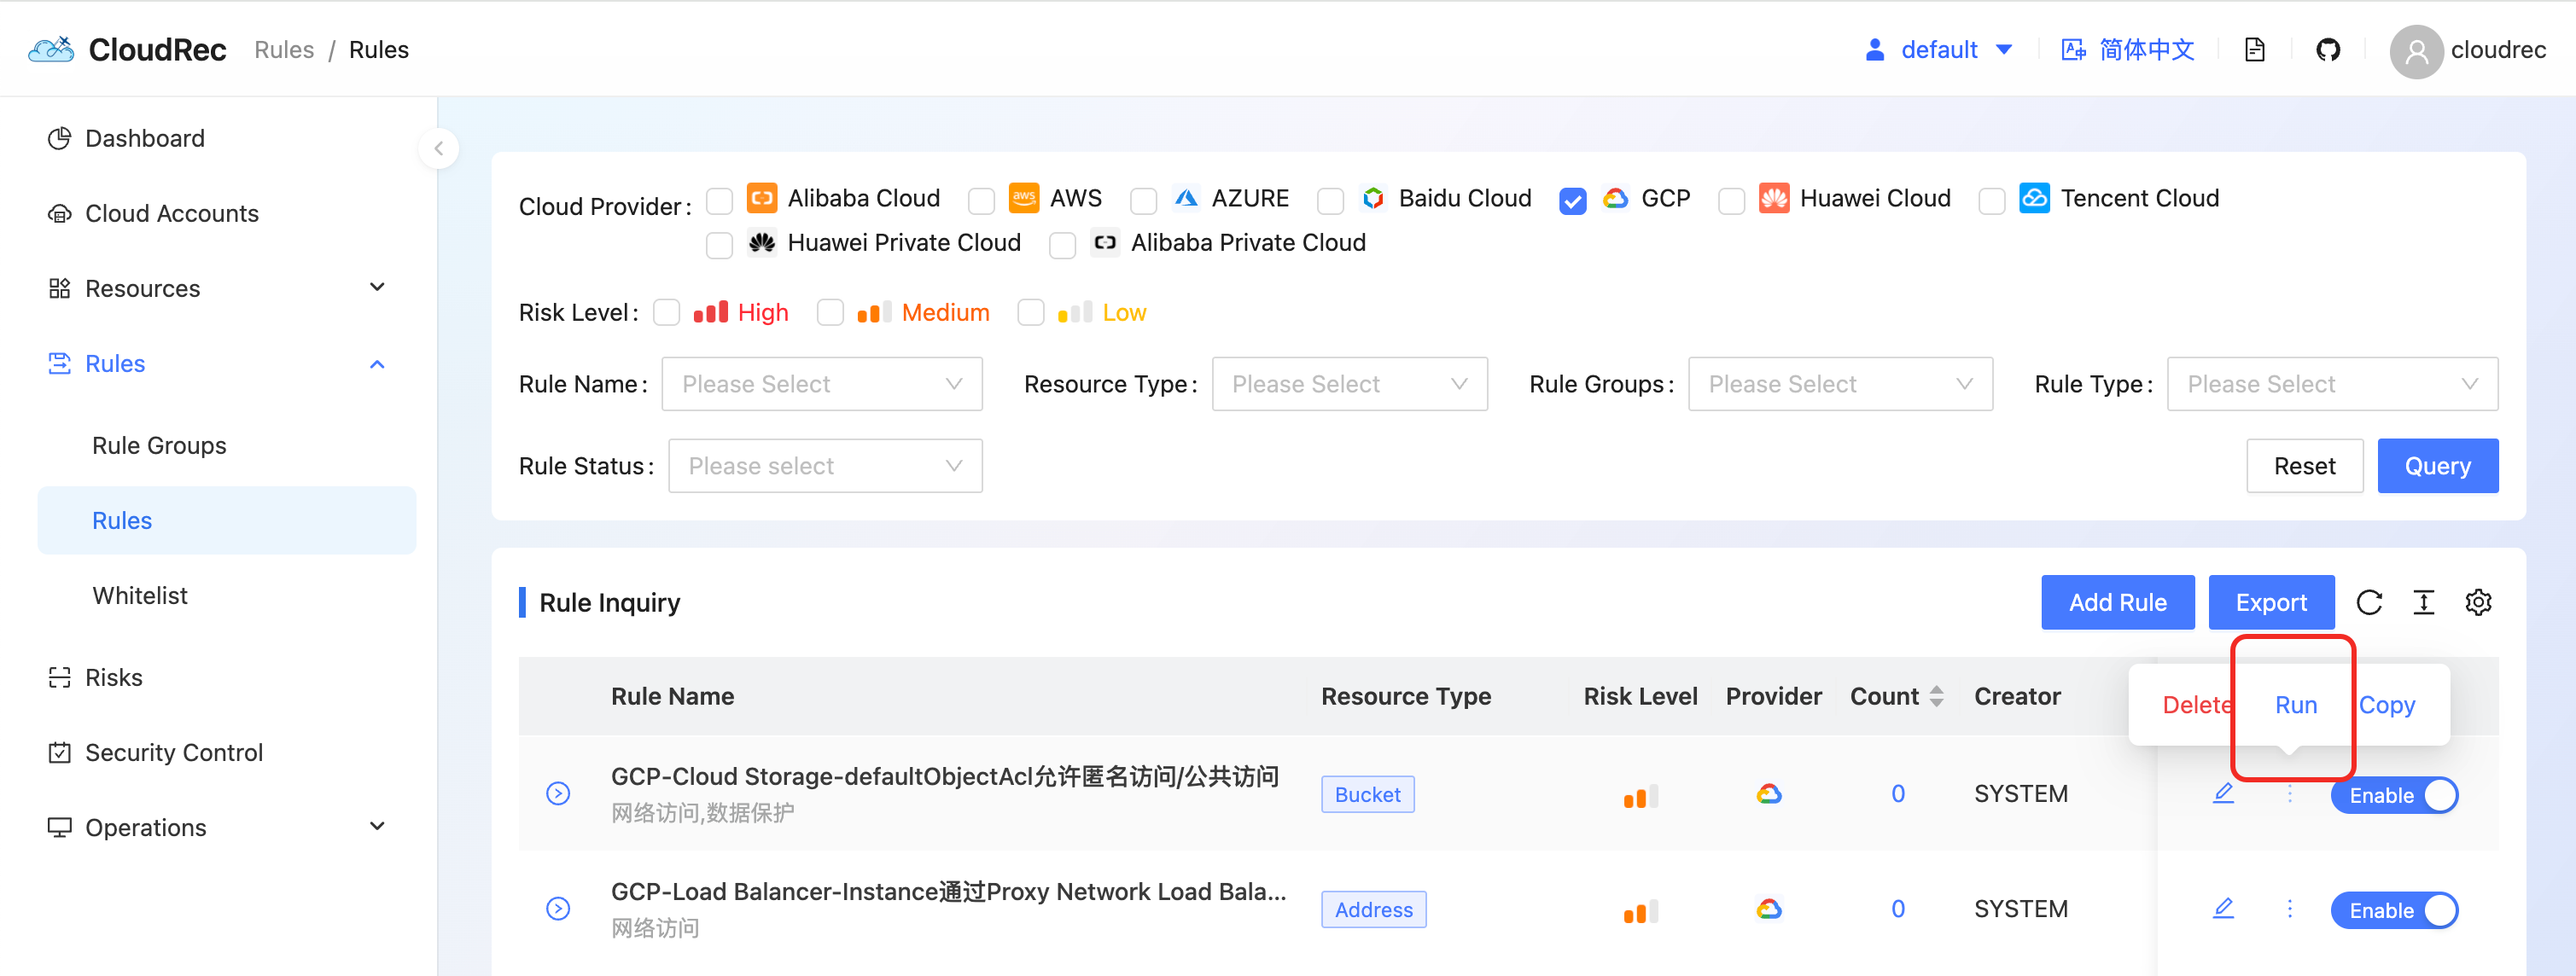 CloudRec Rules / Rules default 简体中文 cloudrec
Dashboard
Cloud Accounts
Resources
Rules
Rule Groups
Rules
Whitelist
Risks
Security Control
Operations
Cloud Provider : Alibaba Cloud aws AWS AZURE Baidu Cloud GCP Huawei Cloud Tencent Cloud
Huawei Private Cloud Alibaba Private Cloud
Risk Level : High Medium Low
Rule Name : Please Select Resource Type : Please Select Rule Groups : Please Select Rule Type : Please Select
Rule Status : Please select Reset Query
Rule Inquiry Add Rule Export
Rule Name Resource Type Risk Level Provider Count Creator
Delete Run Copy
GCP-Cloud Storage-defaultObjectAcl允许匿名访问/公共访问 Bucket 0 SYSTEM Enable
网络访问,数据保护
GCP-Load Balancer-Instance通过Proxy Network Load Bala... Address 0 SYSTEM Enable
网络访问